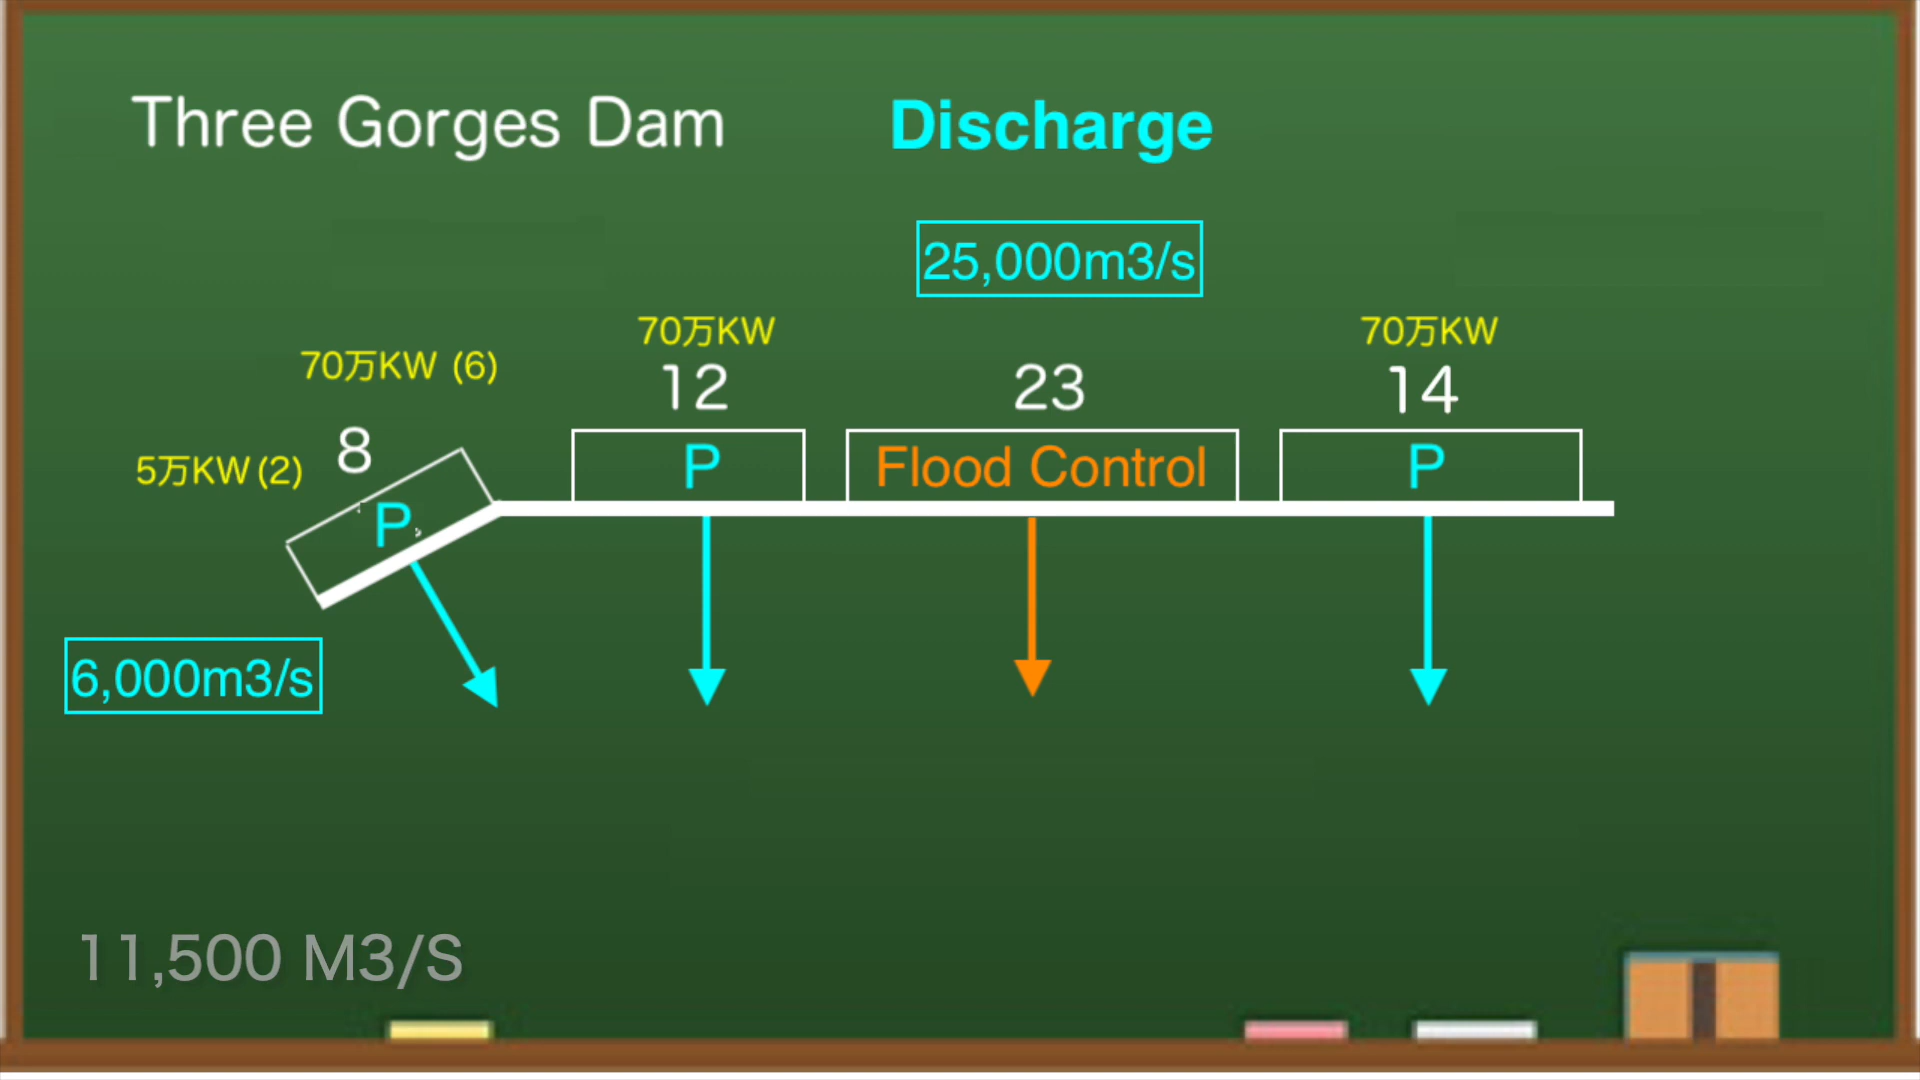 Three Gorges Dam
Discharge
25,000m3/s
70万KW
70万KW
70万KW (6)
12
23
14
8
5万KW (2)
P
Flood Control
P
P
6,000m3/s
11,500 M3/S